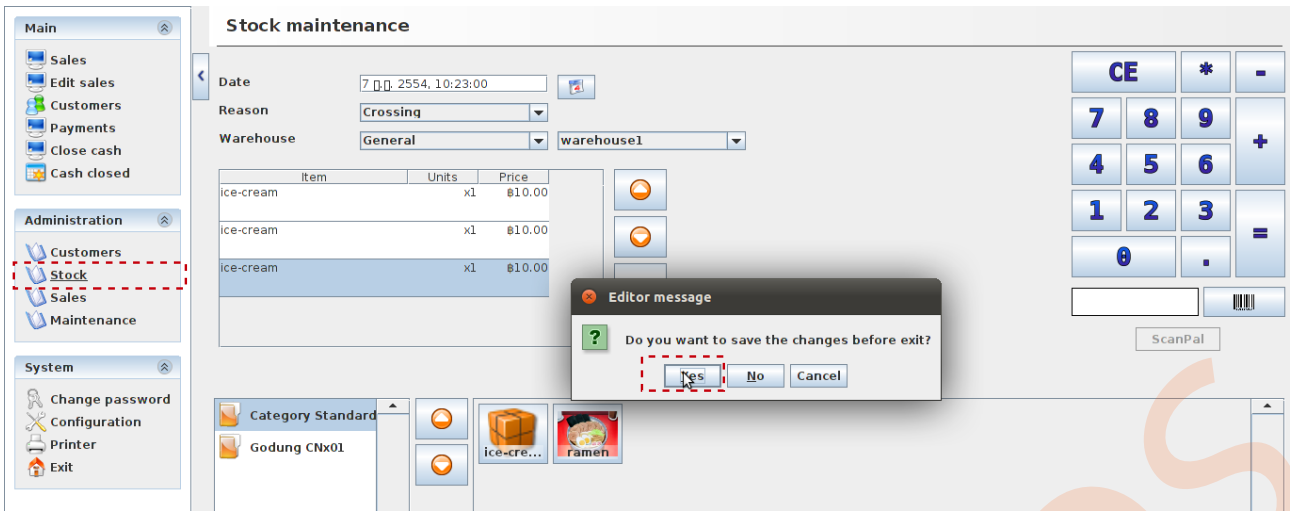 Main
Sales
Edit sales
Customers
Payments
Close cash
Cash closed
Administration
Customers
Stock
Sales
Maintenance
System
Change password
Configuration
Printer
Exit
Stock maintenance
Date 7 ▯.▯. 2554, 10:23:00
Reason Crossing
Warehouse General warehouse1
Item Units Price
ice-cream x1 ฿10.00
ice-cream x1 ฿10.00
ice-cream x1 ฿10.00
Editor message
? Do you want to save the changes before exit?
Yes No Cancel
Category Standard
Godung CNx01
ice-cre... ramen
CE * -
7 8 9 +
4 5 6
1 2 3 =
0 .
ScanPal